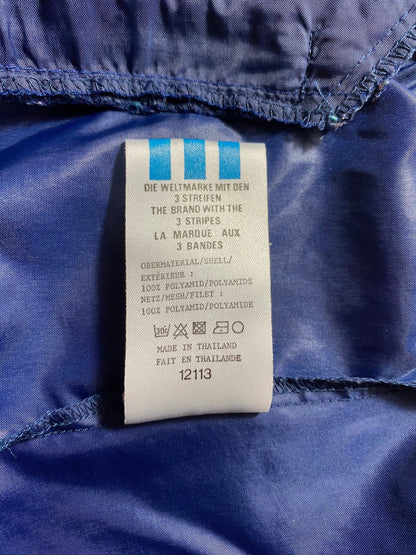 DIE WELTMARKE MIT DEN
3 STREIFEN
THE BRAND WITH THE
3 STRIPES
LA MARQUE AUX
3 BANDES
OBERMATERIAL/SHELL/
EXTÉRIEUR :
100% POLYAMID/POLYAMIDE
NETZ/MESH/FILET :
100% POLYAMID/POLYAMIDE
30c
MADE IN THAILAND
FAIT EN THAILANDE
12113